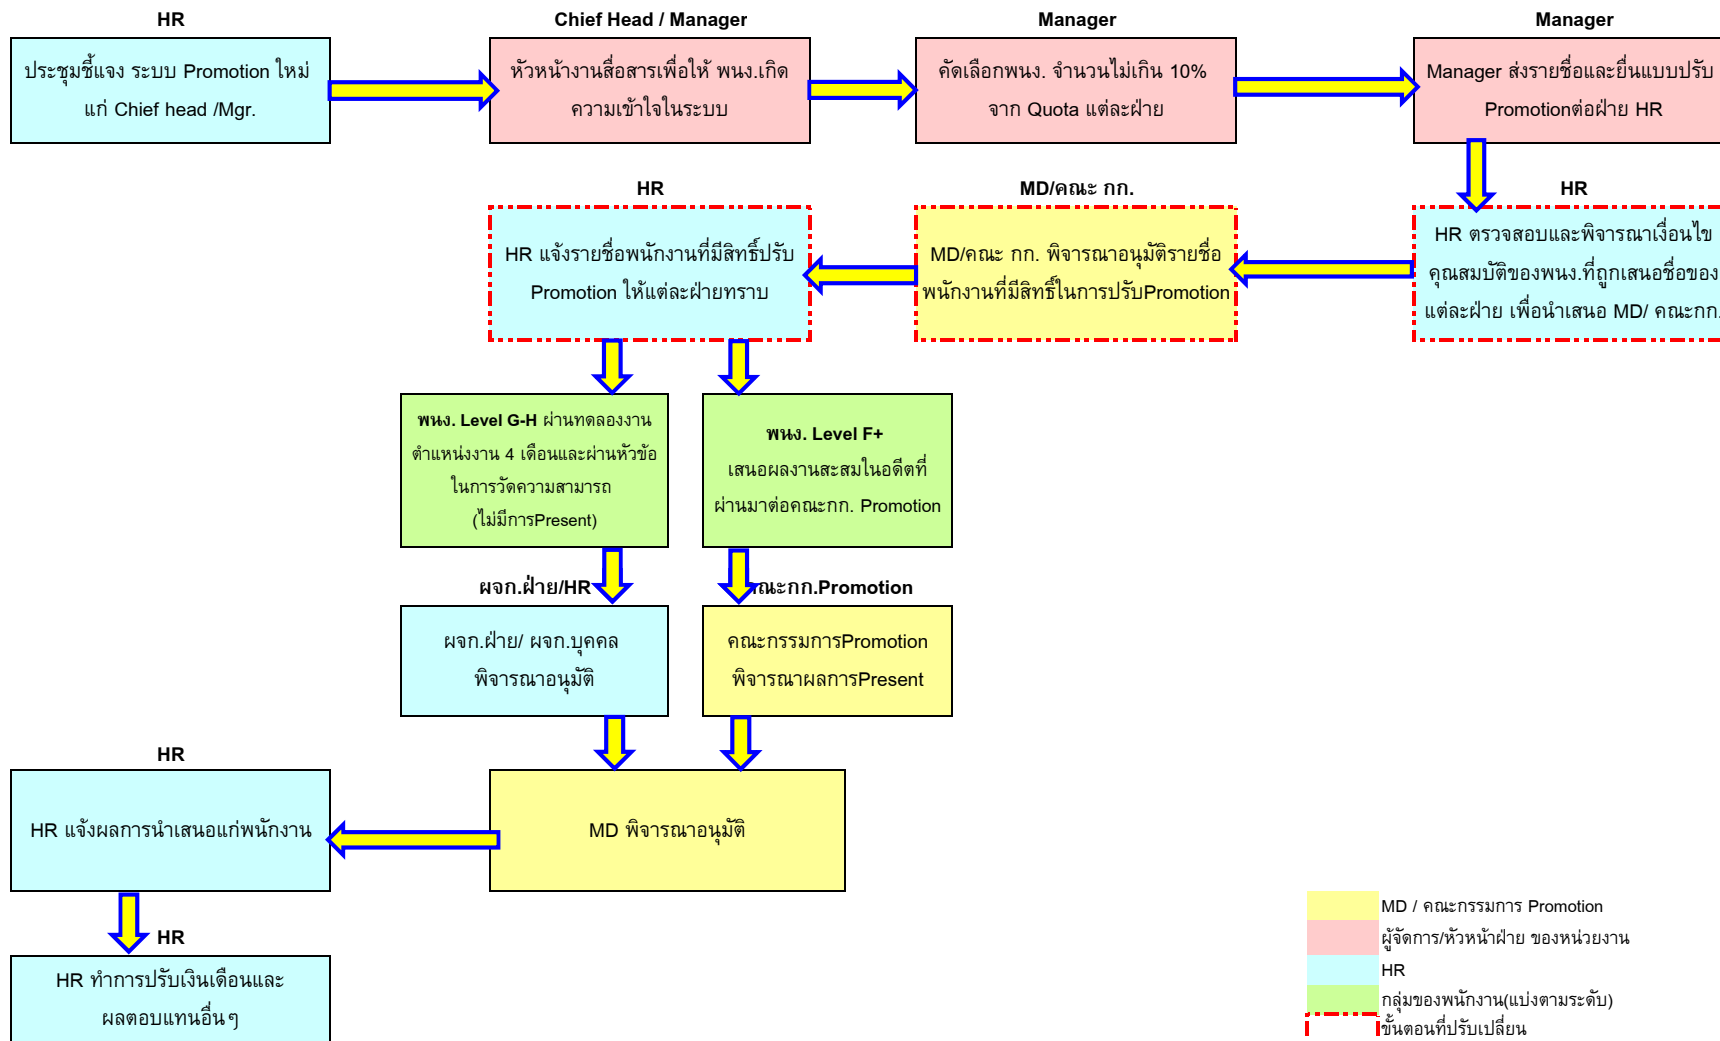 HR
ประชุมชี้แจง ระบบ Promotion ใหม่
แก่ Chief head /Mgr.
Chief Head / Manager
หัวหน้างานสื่อสารเพื่อให้ พนง.เกิด
ความเข้าใจในระบบ
Manager
คัดเลือกพนง. จำนวนไม่เกิน 10%
จาก Quota แต่ละฝ่าย
Manager
Manager ส่งรายชื่อและยื่นแบบปรับ
Promotionต่อฝ่าย HR
HR
HR ตรวจสอบและพิจารณาเงื่อนไข
คุณสมบัติของพนง.ที่ถูกเสนอชื่อของ
แต่ละฝ่าย เพื่อนำเสนอ MD/ คณะกก.
MD/คณะ กก.
MD/คณะ กก. พิจารณาอนุมัติรายชื่อ
พนักงานที่มีสิทธิ์ในการปรับPromotion
HR
HR แจ้งรายชื่อพนักงานที่มีสิทธิ์ปรับ
Promotion ให้แต่ละฝ่ายทราบ
พนง. Level G-H ผ่านทดลองงาน
ตำแหน่งงาน 4 เดือนและผ่านหัวข้อ
ในการวัดความสามารถ
(ไม่มีการPresent)
พนง. Level F+
เสนอผลงานสะสมในอดีตที่
ผ่านมาต่อคณะกก. Promotion
ผจก.ฝ่าย/HR
ผจก.ฝ่าย/ ผจก.บุคคล
พิจารณาอนุมัติ
ณะกก.Promotion
คณะกรรมการPromotion
พิจารณาผลการPresent
MD พิจารณาอนุมัติ
HR
HR แจ้งผลการนำเสนอแก่พนักงาน
HR
HR ทำการปรับเงินเดือนและ
ผลตอบแทนอื่นๆ
MD / คณะกรรมการ Promotion
ผู้จัดการ/หัวหน้าฝ่าย ของหน่วยงาน
HR
กลุ่มของพนักงาน(แบ่งตามระดับ)
ขั้นตอนที่ปรับเปลี่ยน